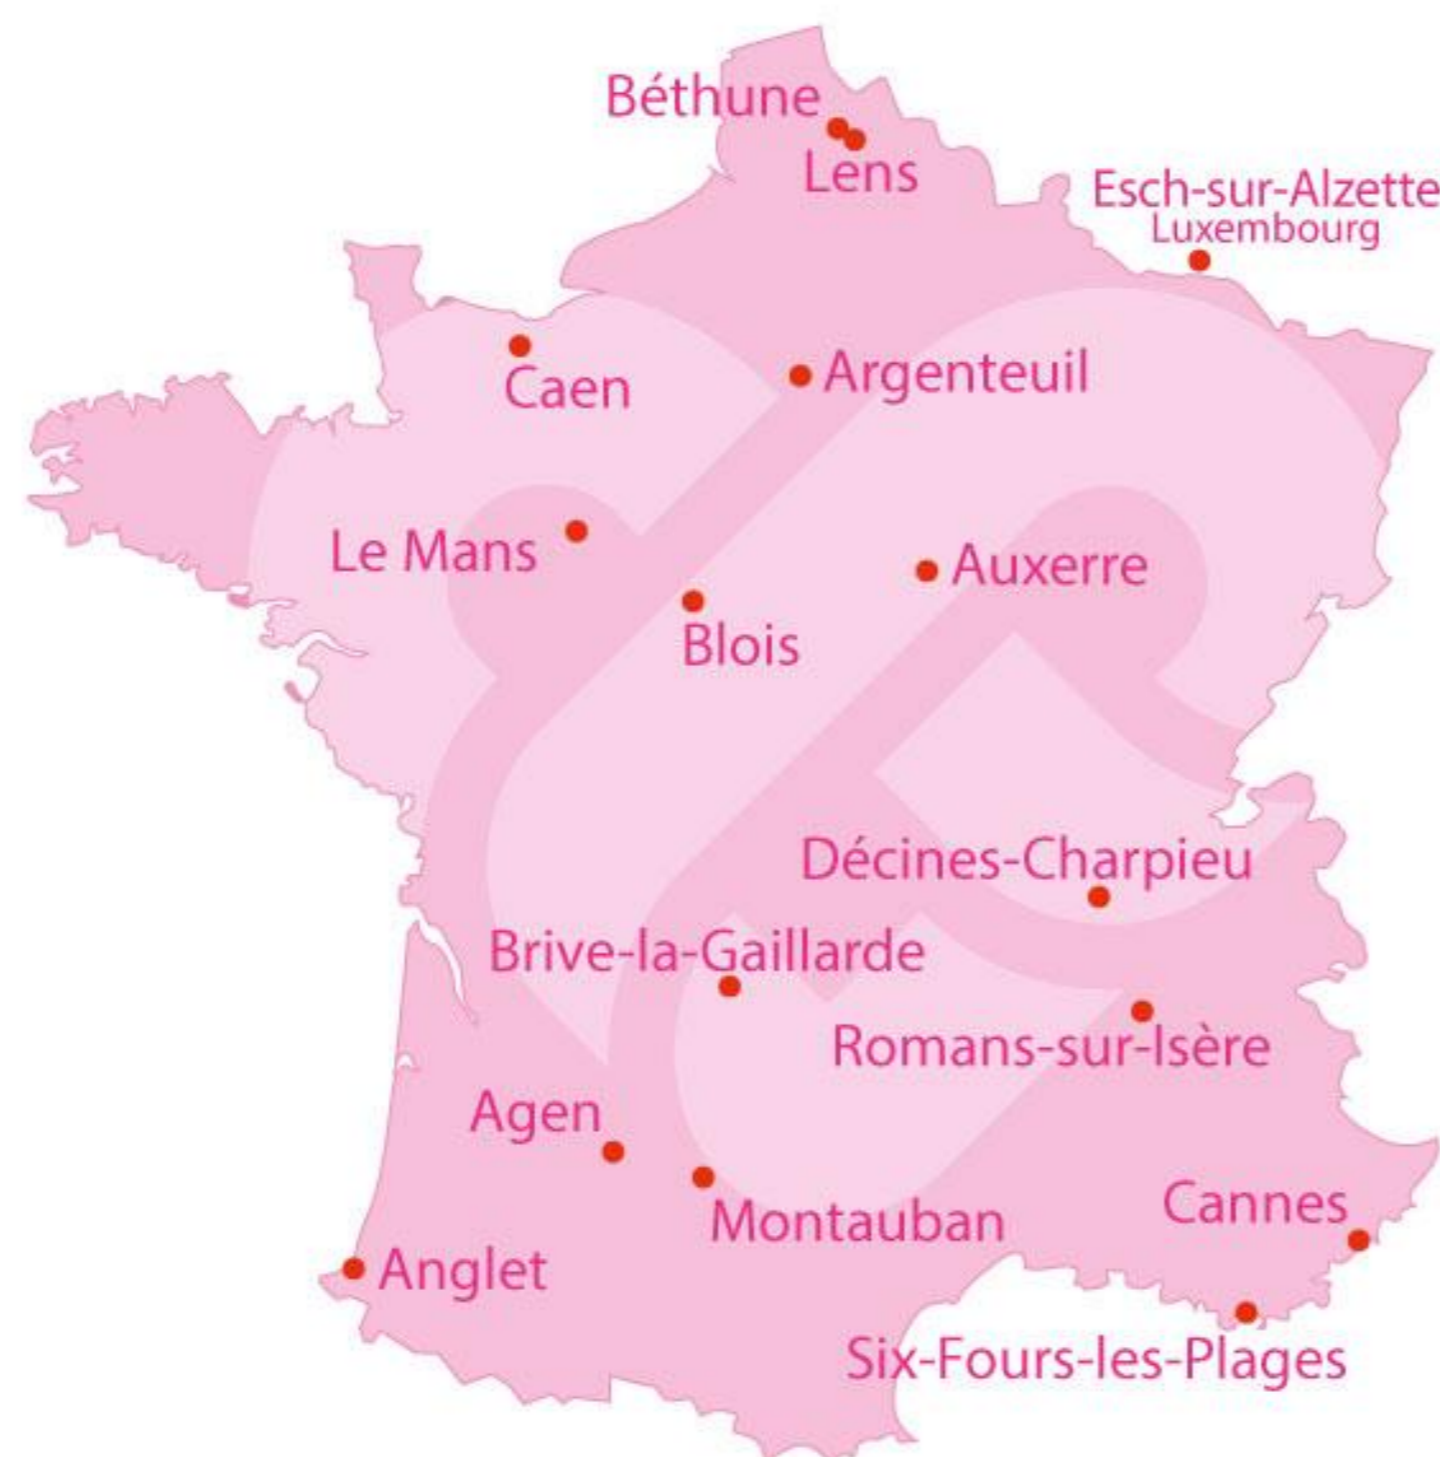 Béthune
Lens
Esch-sur-Alzette
Luxembourg
Caen
Argenteuil
Le Mans
Auxerre
Blois
Décines-Charpieu
Brive-la-Gaillarde
Romans-sur-Isère
Agen
Montauban
Cannes
Anglet
Six-Fours-les-Plages